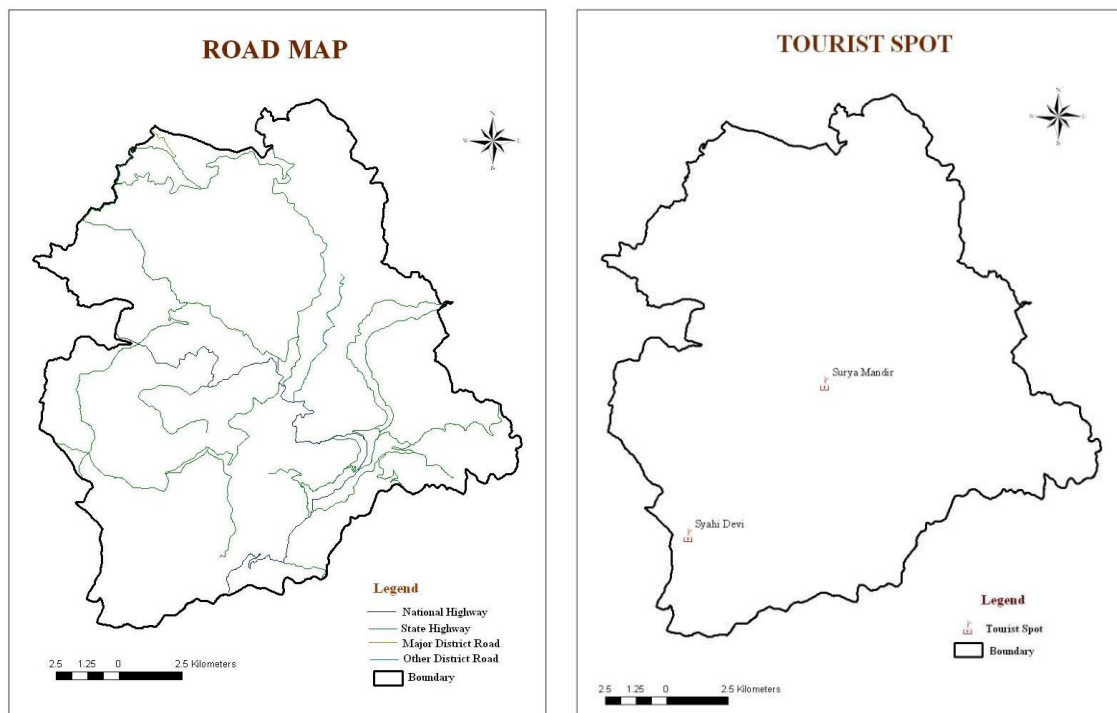 ROAD MAP
N
W
E
2.5 1.25 0 2.5 Kilometers
Legend
National Highway
State Highway
Major District Road
Other District Road
Boundary
TOURIST SPOT
N
W
E
Surya Mandir
Syahi Devi
2.5 1.25 0 2.5 Kilometers
Legend
Tourist Spot
Boundary